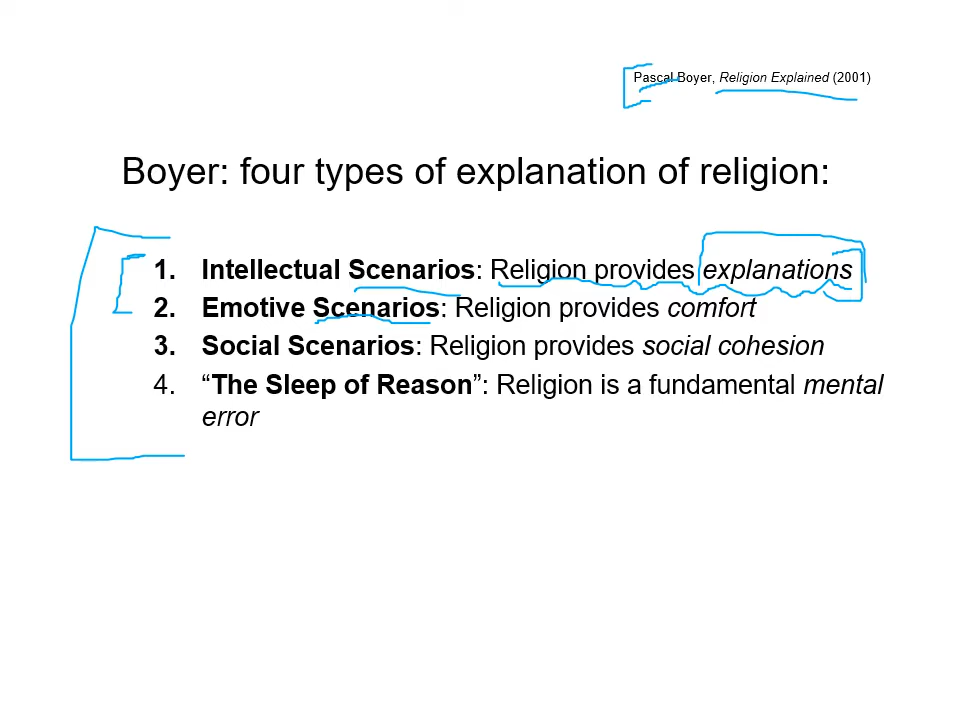 Pascal Boyer, Religion Explained (2001)
Boyer: four types of explanation of religion:
1. Intellectual Scenarios: Religion provides explanations
2. Emotive Scenarios: Religion provides comfort
3. Social Scenarios: Religion provides social cohesion
4. “The Sleep of Reason”: Religion is a fundamental mental
error